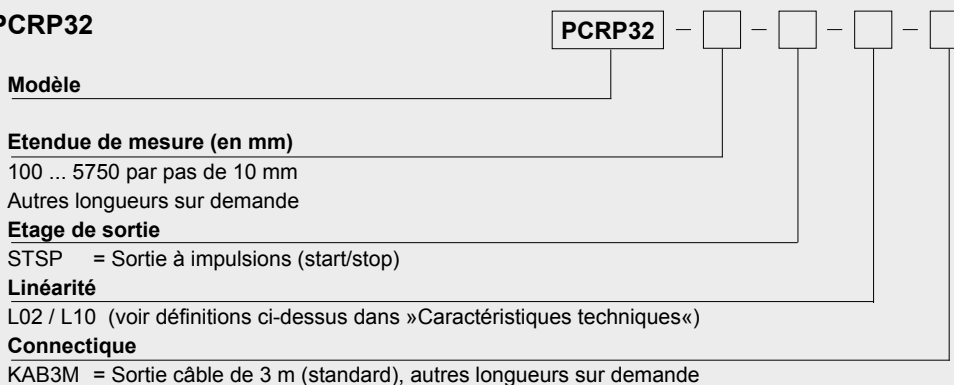 PCRP32
PCRP32 – – – –
Modèle
Etendue de mesure (en mm)
100 ... 5750 par pas de 10 mm
Autres longueurs sur demande
Etage de sortie
STSP = Sortie à impulsions (start/stop)
Linéarité
L02 / L10 (voir définitions ci-dessus dans »Caractéristiques techniques«)
Connectique
KAB3M = Sortie câble de 3 m (standard), autres longueurs sur demande